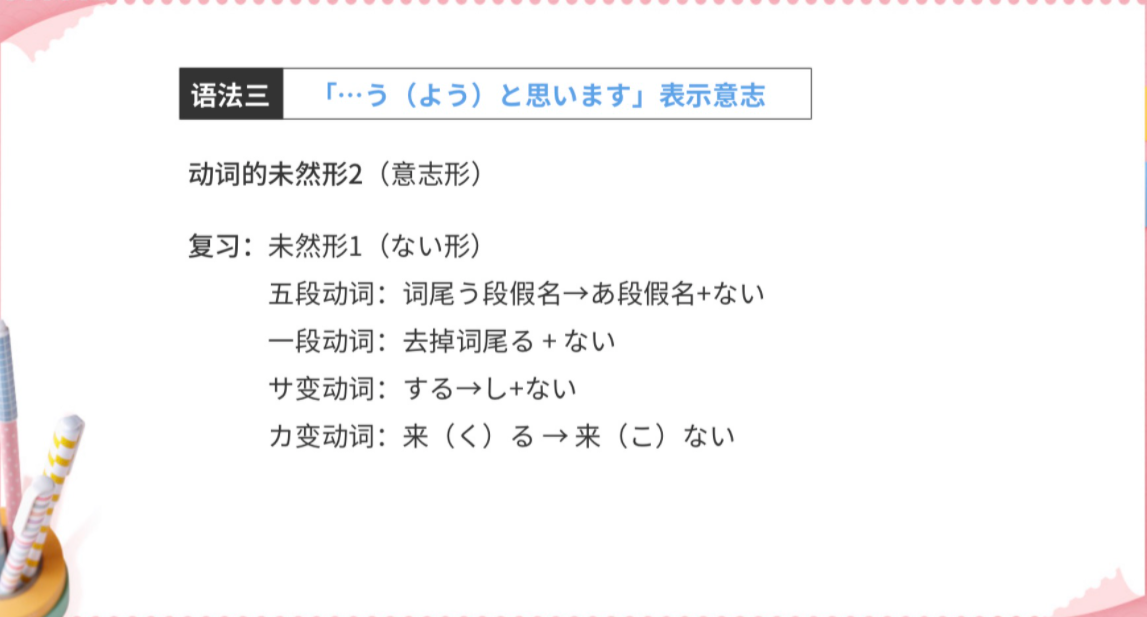 语法三 「…う（よう）と思います」表示意志
动词的未然形2（意志形）
复习：未然形1（ない形）
五段动词：词尾う段假名→あ段假名+ない
一段动词：去掉词尾る + ない
サ变动词：する→し+ない
カ变动词：来（く）る → 来（こ）ない